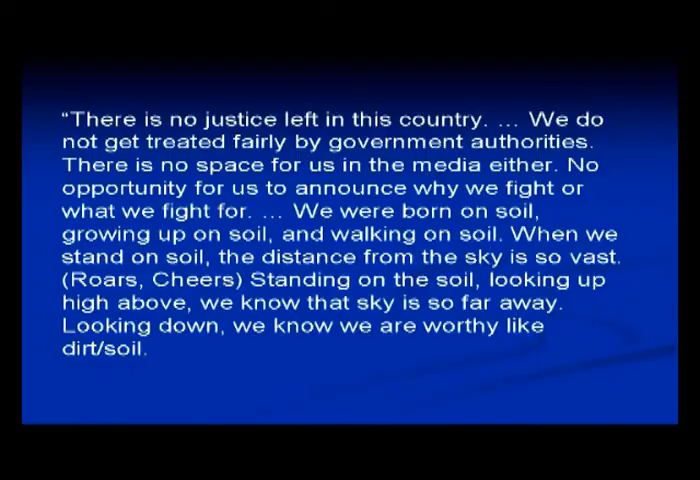 “There is no justice left in this country. ... We do
not get treated fairly by government authorities.
There is no space for us in the media either. No
opportunity for us to announce why we fight or
what we fight for. ... We were born on soil,
growing up on soil, and walking on soil. When we
stand on soil, the distance from the sky is so vast.
(Roars, Cheers) Standing on the soil, looking up
high above, we know that sky is so far away.
Looking down, we know we are worthy like
dirt/soil.